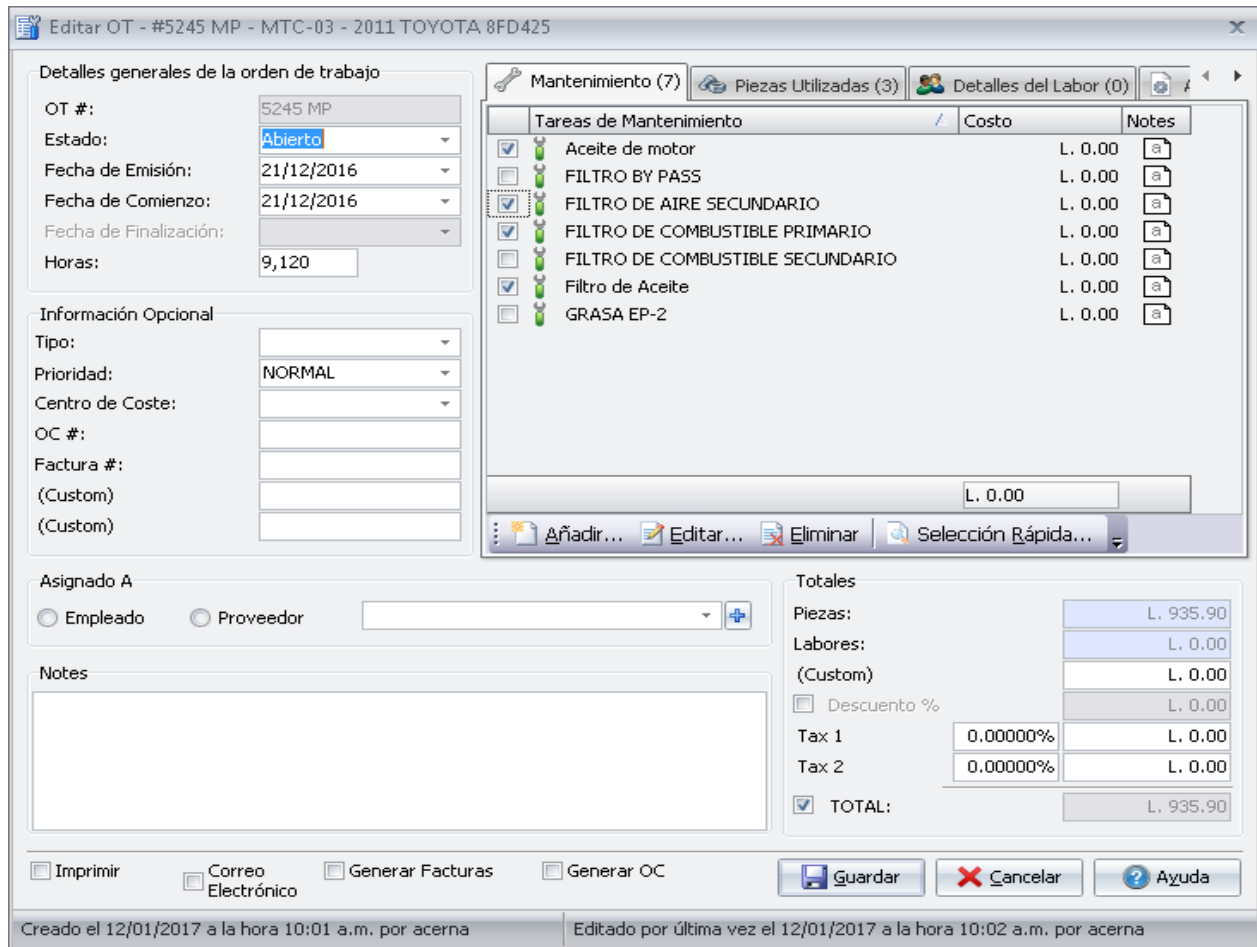 Editar OT - #5245 MP - MTC-03 - 2011 TOYOTA 8FD425
Detalles generales de la orden de trabajo
OT #: 5245 MP
Estado: Abierto
Fecha de Emisión: 21/12/2016
Fecha de Comienzo: 21/12/2016
Fecha de Finalización:
Horas: 9,120
Información Opcional
Tipo:
Prioridad: NORMAL
Centro de Coste:
OC #:
Factura #:
(Custom)
(Custom)
Mantenimiento (7) Piezas Utilizadas (3) Detalles del Labor (0)
Tareas de Mantenimiento Costo Notes
Aceite de motor L. 0.00 a
FILTRO BY PASS L. 0.00 a
FILTRO DE AIRE SECUNDARIO L. 0.00 a
FILTRO DE COMBUSTIBLE PRIMARIO L. 0.00 a
FILTRO DE COMBUSTIBLE SECUNDARIO L. 0.00 a
Filtro de Aceite L. 0.00 a
GRASA EP-2 L. 0.00 a
L. 0.00
Añadir... Editar... Eliminar Selección Rápida...
Asignado A
Empleado Proveedor
Notes
Totales
Piezas: L. 935.90
Labores: L. 0.00
(Custom) L. 0.00
Descuento % L. 0.00
Tax 1 0.00000% L. 0.00
Tax 2 0.00000% L. 0.00
TOTAL: L. 935.90
Imprimir Correo Electrónico Generar Facturas Generar OC Guardar Cancelar Ayuda
Creado el 12/01/2017 a la hora 10:01 a.m. por acerna Editado por última vez el 12/01/2017 a la hora 10:02 a.m. por acerna